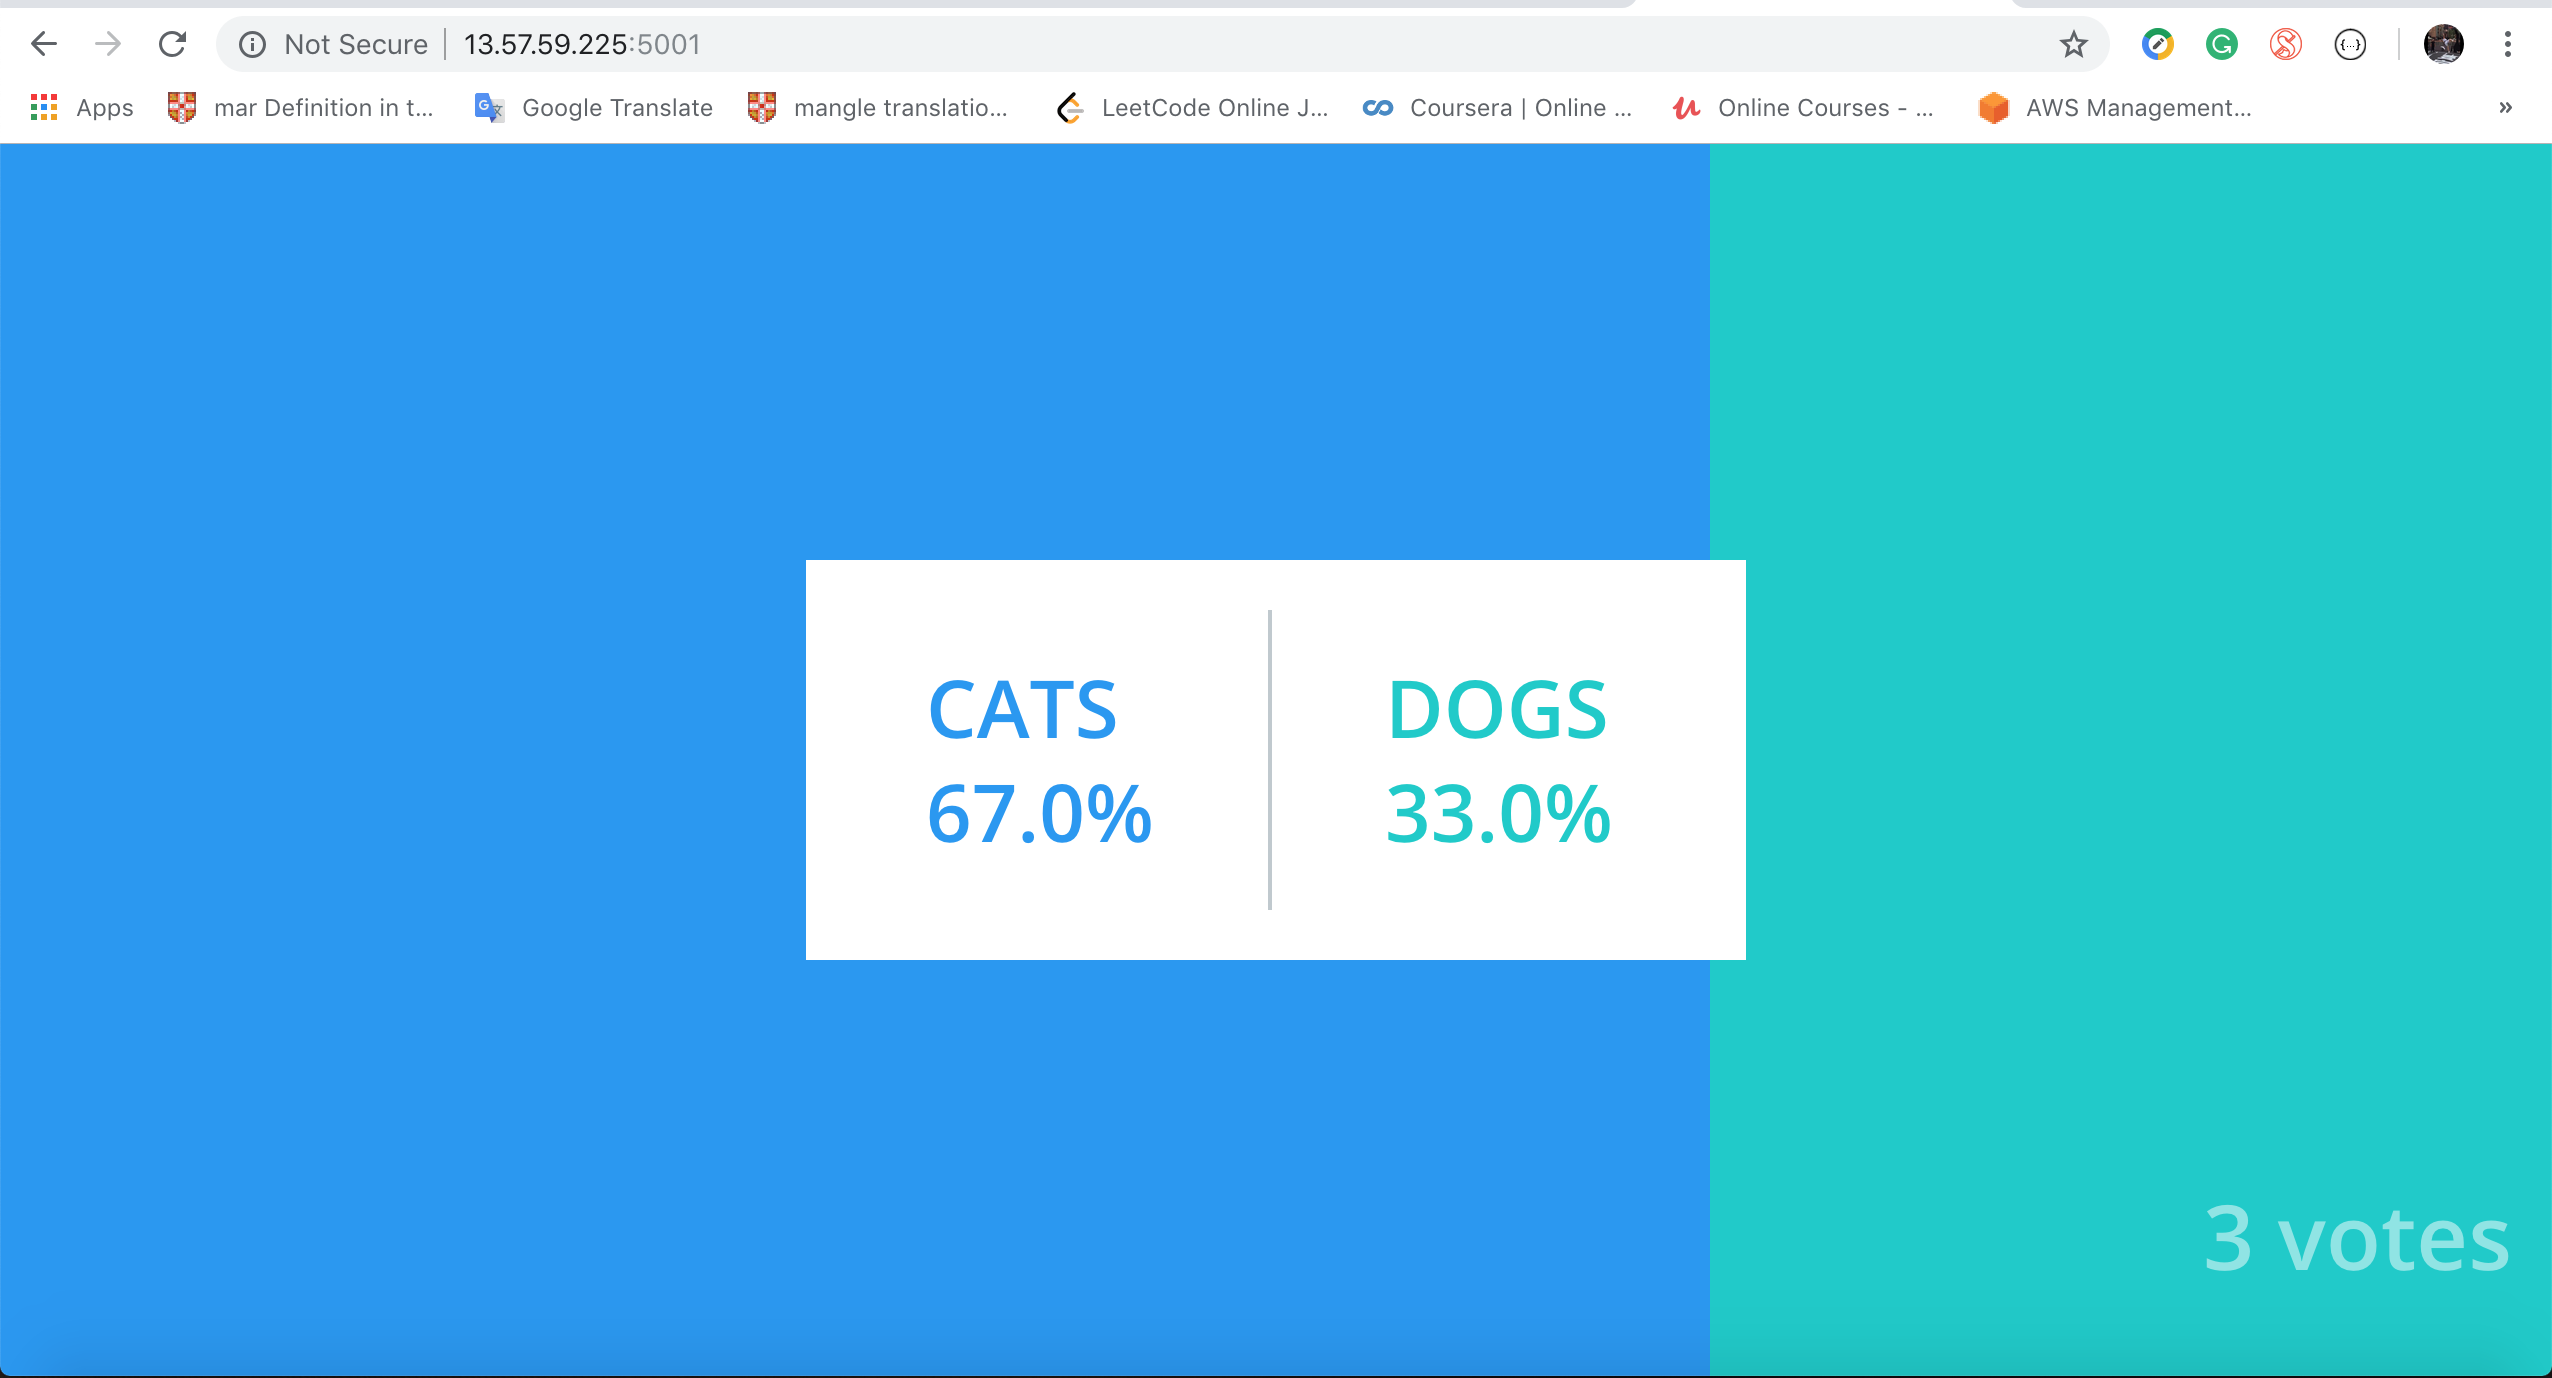 Not Secure 13.57.59.225:5001
Apps mar Definition in t... Google Translate mangle translatio... LeetCode Online J... Coursera | Online ... Online Courses - ... AWS Management... »
CATS DOGS
67.0% 33.0%
3 votes